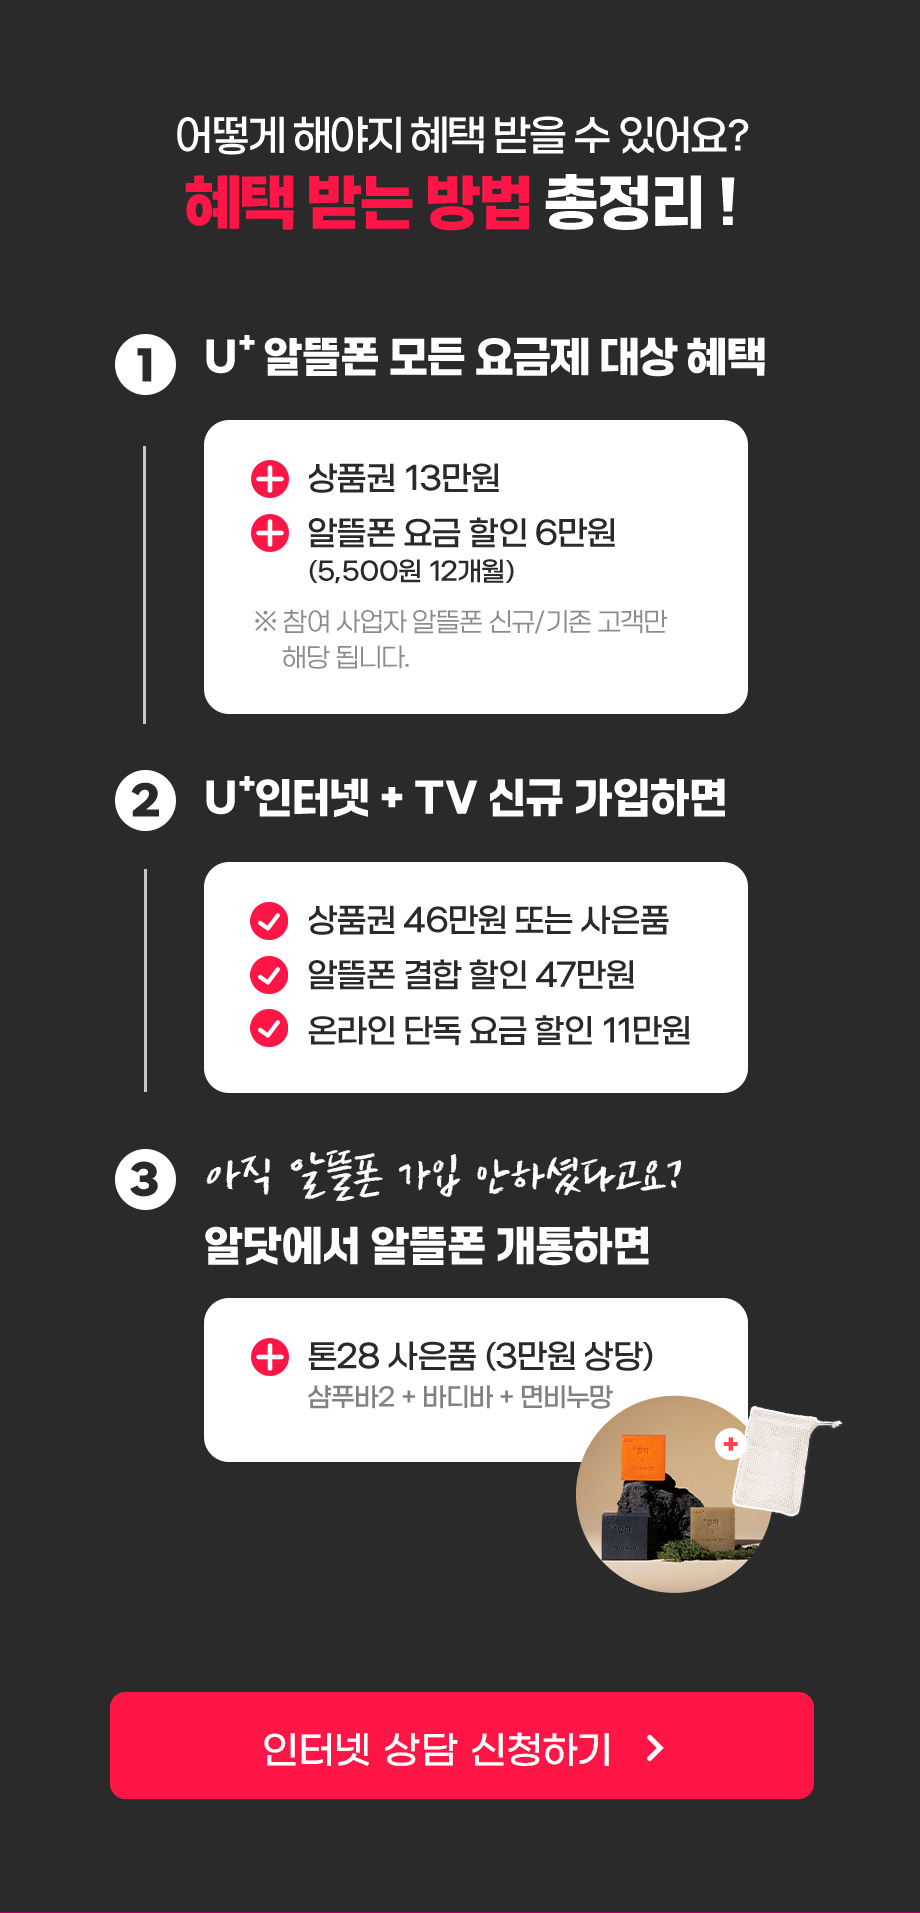 어떻게 해야지 혜택 받을 수 있어요?
혜택 받는 방법 총정리 !
1 U+ 알뜰폰 모든 요금제 대상 혜택
상품권 13만원
알뜰폰 요금 할인 6만원
(5,500원 12개월)
※ 참여 사업자 알뜰폰 신규/기존 고객만
해당 됩니다.
2 U+인터넷 + TV 신규 가입하면
상품권 46만원 또는 사은품
알뜰폰 결합 할인 47만원
온라인 단독 요금 할인 11만원
3 아직 알뜰폰 가입 안하셨다고요?
알닷에서 알뜰폰 개통하면
톤28 사은품 (3만원 상당)
샴푸바2 + 바디바 + 면비누망
인터넷 상담 신청하기